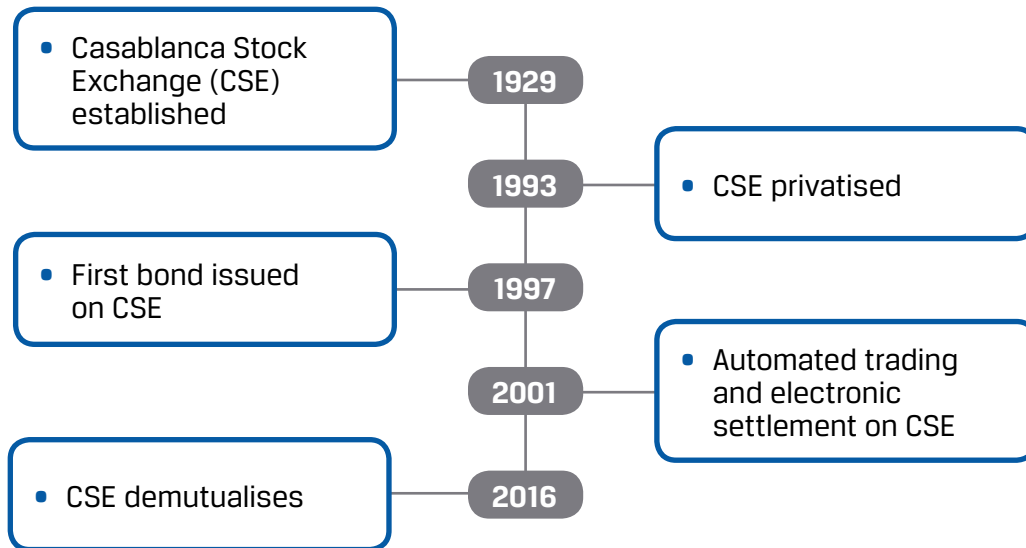 • Casablanca Stock
Exchange (CSE)
established
1929
1993
• CSE privatised
• First bond issued
on CSE
1997
2001
• Automated trading
and electronic
settlement on CSE
• CSE demutualises
2016